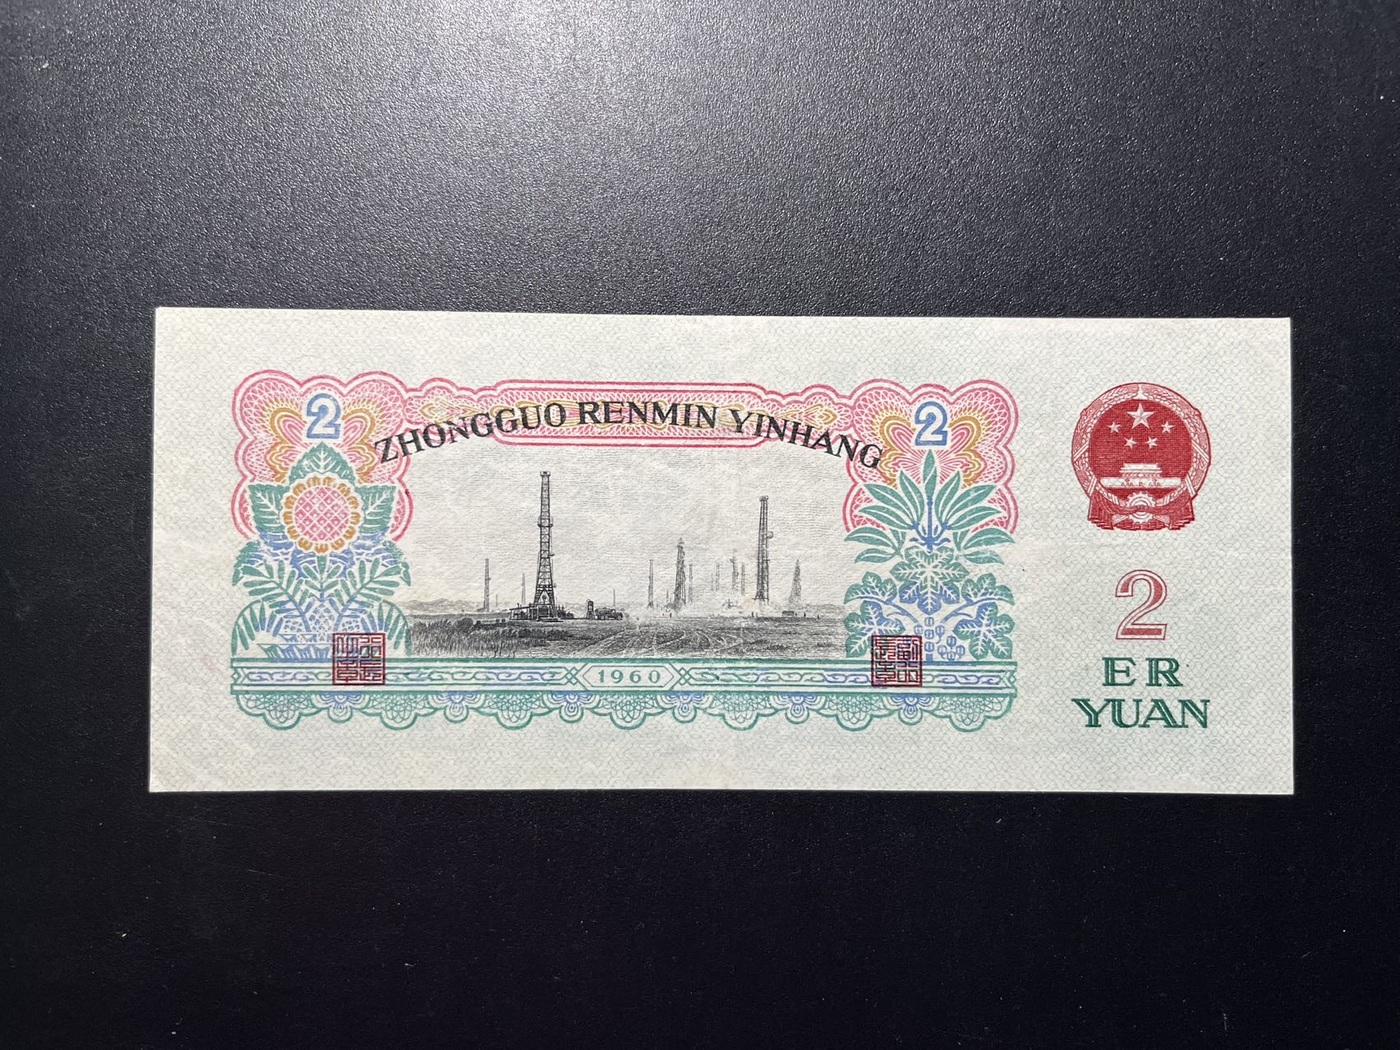 2
2
ZHONGGUO RENMIN YINHANG
1960
2
ER
YUAN